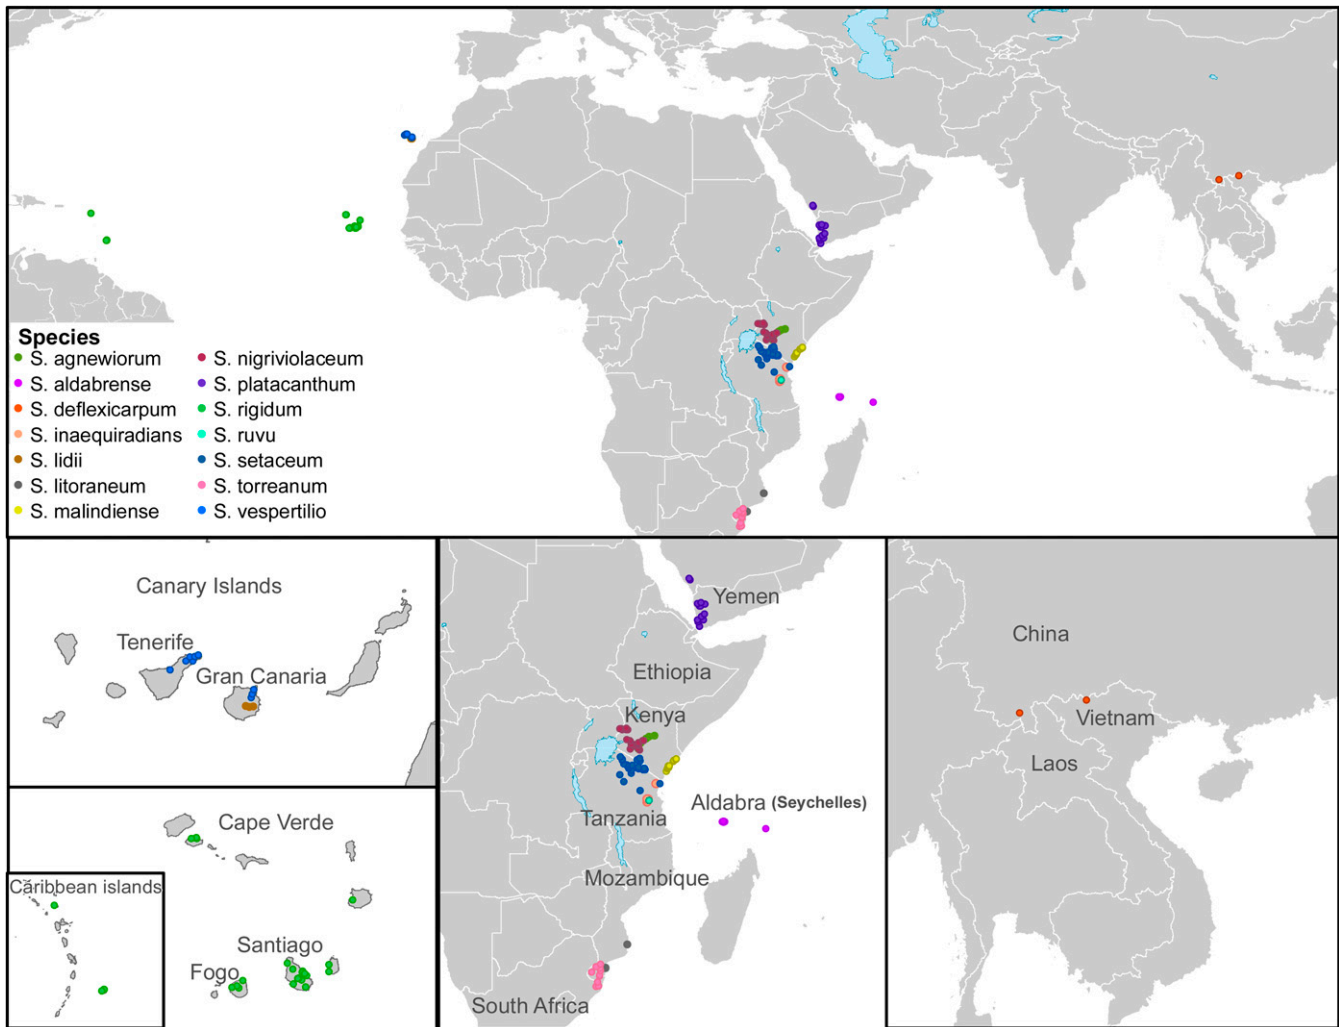 Species
S. agnewiorum
S. aldabrense
S. deflexicarpum
S. inaequiradians
S. lidii
S. litoraneum
S. malindiense
S. nigriviolaceum
S. platacanthum
S. rigidum
S. ruvu
S. setaceum
S. torreanum
S. vespertilio
Canary Islands
Tenerife
Gran Canaria
Cape Verde
Caribbean islands
Santiago
Fogo
Yemen
Ethiopia
Kenya
Aldabra (Seychelles)
Tanzania
Mozambique
South Africa
China
Vietnam
Laos